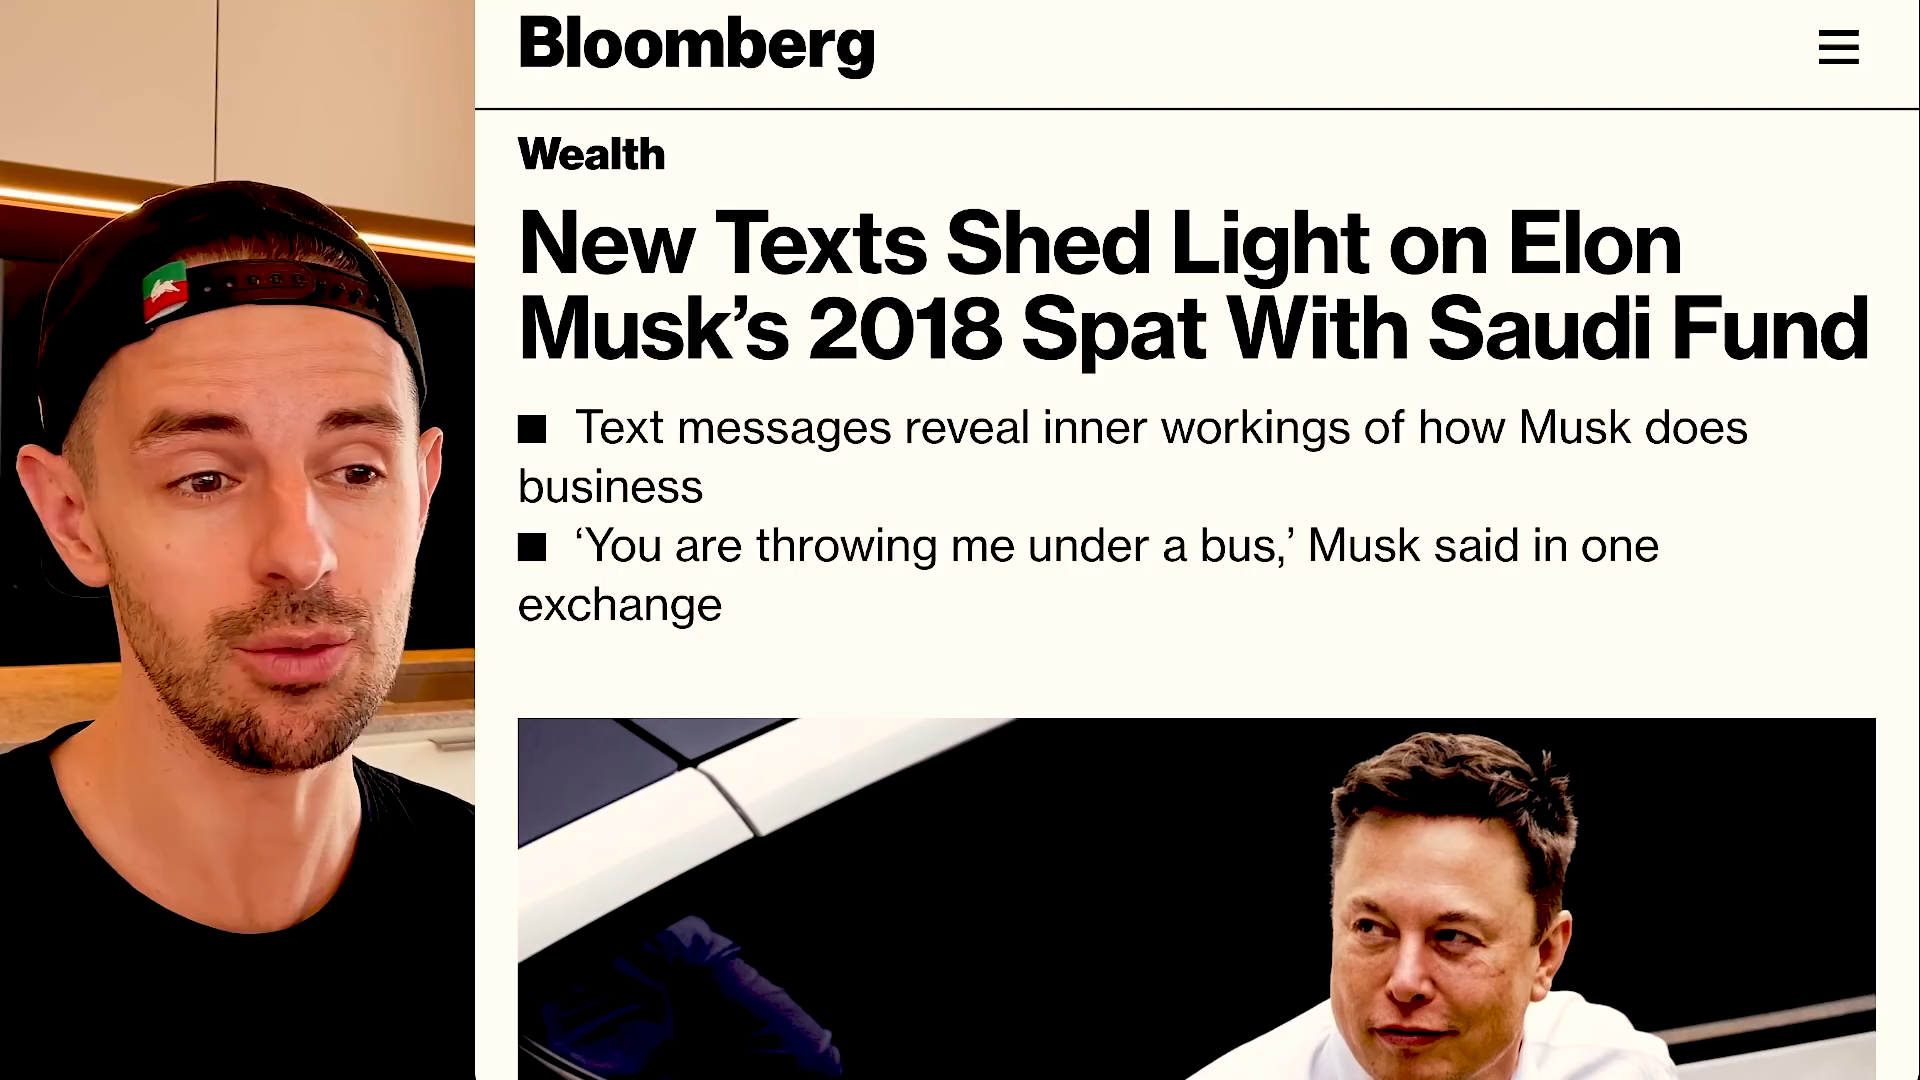 Bloomberg
Wealth
New Texts Shed Light on Elon
Musk’s 2018 Spat With Saudi Fund
■ Text messages reveal inner workings of how Musk does
business
■ ‘You are throwing me under a bus,’ Musk said in one
exchange